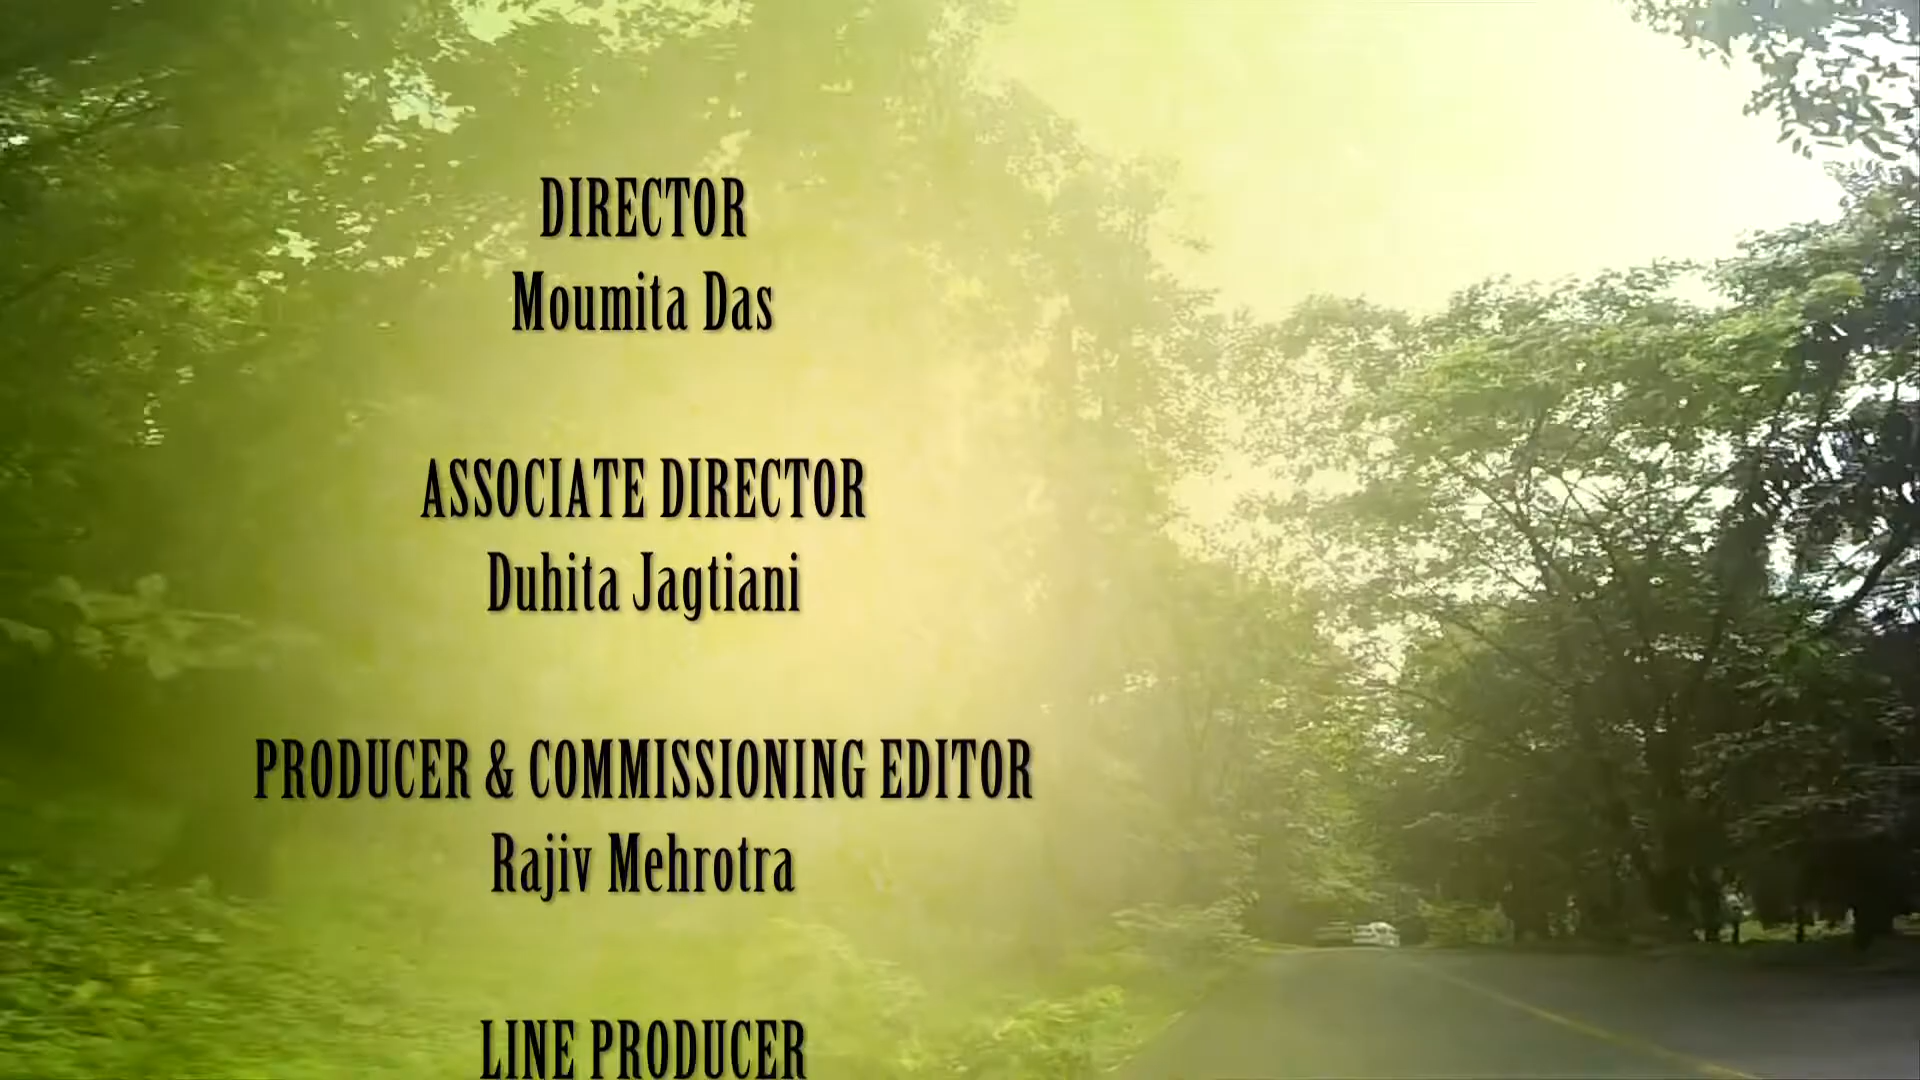 DIRECTOR
Moumita Das
ASSOCIATE DIRECTOR
Duhita Jagtiani
PRODUCER & COMMISSIONING EDITOR
Rajiv Mehrotra
LINE PRODUCER